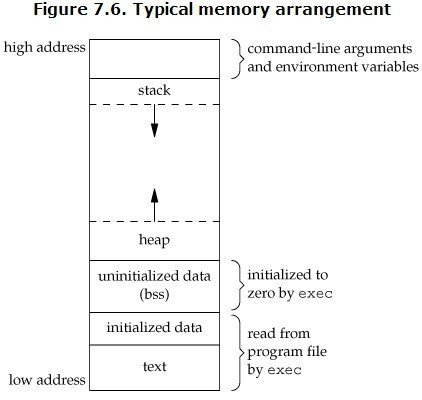 Figure 7.6. Typical memory arrangement
high address
command-line arguments
and environment variables
stack
heap
uninitialized data
(bss)
initialized to
zero by exec
initialized data
read from
program file
by exec
text
low address